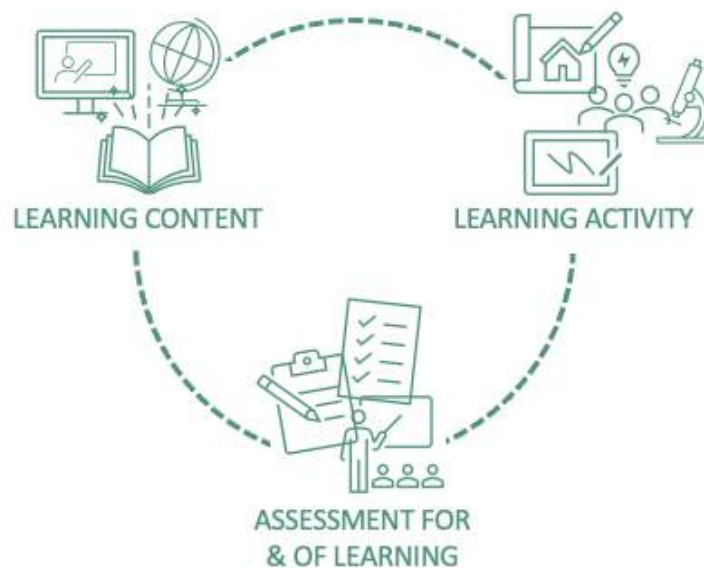 LEARNING CONTENT
LEARNING ACTIVITY
ASSESSMENT FOR
& OF LEARNING